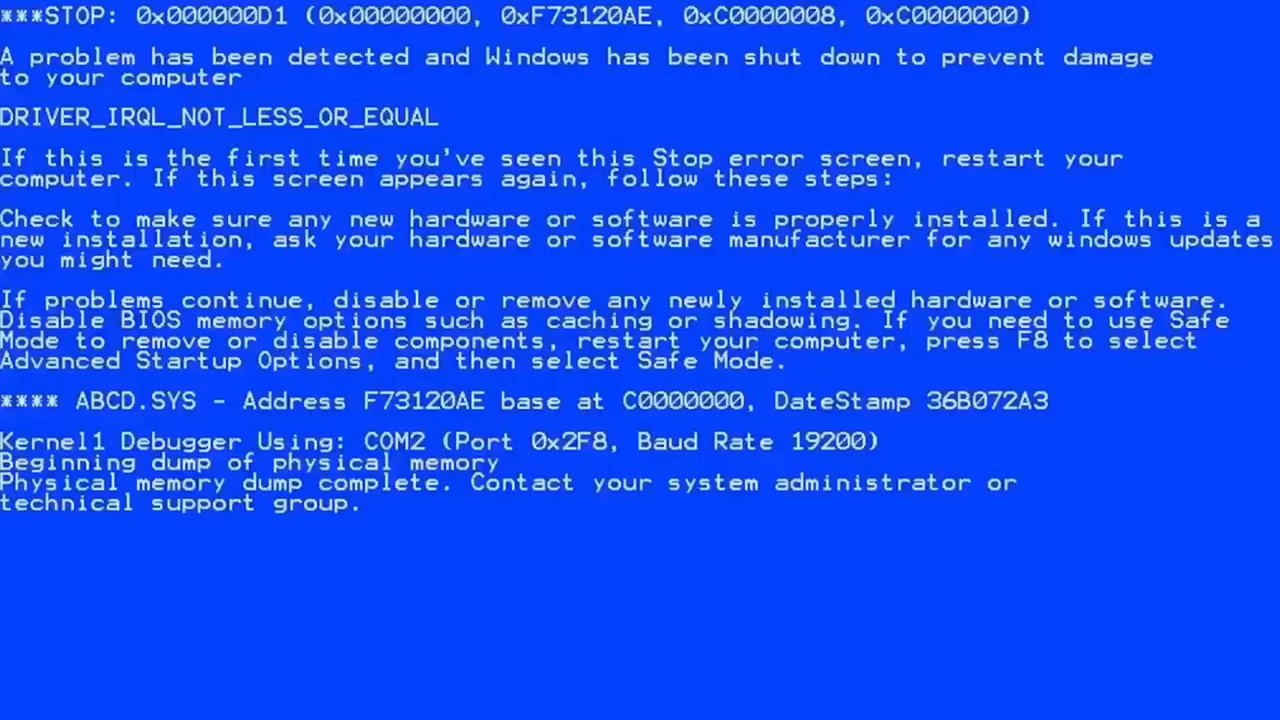 ***STOP: 0x000000D1 (0x00000000, 0xF73120AE, 0xC0000008, 0xC0000000)
A problem has been detected and Windows has been shut down to prevent damage
to your computer
DRIVER_IRQL_NOT_LESS_OR_EQUAL
If this is the first time you've seen this Stop error screen, restart your
computer. If this screen appears again, follow these steps:
Check to make sure any new hardware or software is properly installed. If this is a
new installation, ask your hardware or software manufacturer for any windows updates
you might need.
If problems continue, disable or remove any newly installed hardware or software.
Disable BIOS memory options such as caching or shadowing. If you need to use Safe
Mode to remove or disable components, restart your computer, press F8 to select
Advanced Startup Options, and then select Safe Mode.
**** ABCD.SYS - Address F73120AE base at C0000000, DateStamp 36B072A3
Kernel1 Debugger Using: COM2 (Port 0x2F8, Baud Rate 19200)
Beginning dump of physical memory
Physical memory dump complete. Contact your system administrator or
technical support group.